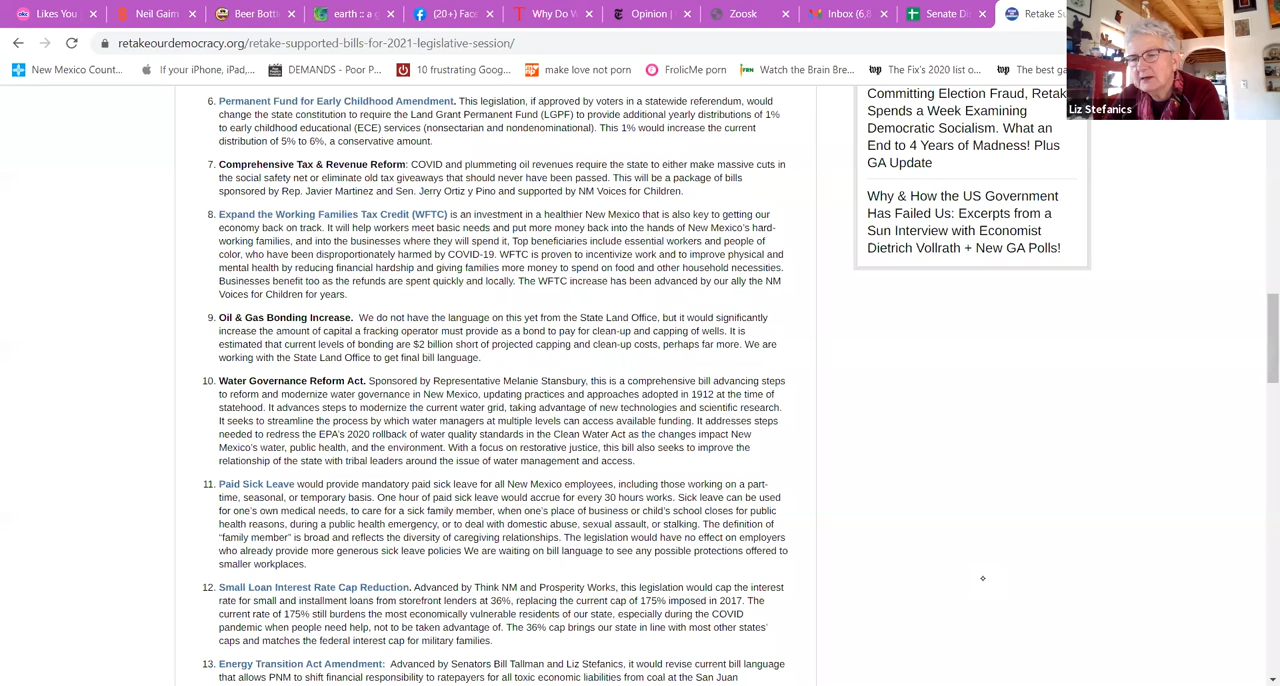 Likes You
Neil Gaim
Beer Bott
earth :: a g
(20+) Fac
Why Do W
Opinion |
Zoosk
Inbox (6,8
Senate Di
Retake Su
retakeourdemocracy.org/retake-supported-bills-for-2021-legislative-session/
New Mexico Count...
If your iPhone, iPad,...
DEMANDS - Poor P...
10 frustrating Goog...
make love not porn
FrolicMe porn
Watch the Brain Bre...
The Fix's 2020 list o...
The best ga
Liz Stefanics
6. Permanent Fund for Early Childhood Amendment. This legislation, if approved by voters in a statewide referendum, would
change the state constitution to require the Land Grant Permanent Fund (LGPF) to provide additional yearly distributions of 1%
to early childhood educational (ECE) services (nonsectarian and nondenominational). This 1% would increase the current
distribution of 5% to 6%, a conservative amount.
7. Comprehensive Tax & Revenue Reform: COVID and plummeting oil revenues require the state to either make massive cuts in
the social safety net or eliminate old tax giveaways that should never have been passed. This will be a package of bills
sponsored by Rep. Javier Martinez and Sen. Jerry Ortiz y Pino and supported by NM Voices for Children.
8. Expand the Working Families Tax Credit (WFTC) is an investment in a healthier New Mexico that is also key to getting our
economy back on track. It will help workers meet basic needs and put more money back into the hands of New Mexico's hard-
working families, and into the businesses where they will spend it, Top beneficiaries include essential workers and people of
color, who have been disproportionately harmed by COVID-19. WFTC is proven to incentivize work and to improve physical and
mental health by reducing financial hardship and giving families more money to spend on food and other household necessities.
Businesses benefit too as the refunds are spent quickly and locally. The WFTC increase has been advanced by our ally the NM
Voices for Children for years.
9. Oil & Gas Bonding Increase. We do not have the language on this yet from the State Land Office, but it would significantly
increase the amount of capital a fracking operator must provide as a bond to pay for clean-up and capping of wells. It is
estimated that current levels of bonding are $2 billion short of projected capping and clean-up costs, perhaps far more. We are
working with the State Land Office to get final bill language.
10. Water Governance Reform Act. Sponsored by Representative Melanie Stansbury, this is a comprehensive bill advancing steps
to reform and modernize water governance in New Mexico, updating practices and approaches adopted in 1912 at the time of
statehood. It advances steps to modernize the current water grid, taking advantage of new technologies and scientific research.
It seeks to streamline the process by which water managers at multiple levels can access available funding. It addresses steps
needed to redress the EPA's 2020 rollback of water quality standards in the Clean Water Act as the changes impact New
Mexico's water, public health, and the environment. With a focus on restorative justice, this bill also seeks to improve the
relationship of the state with tribal leaders around the issue of water management and access.
11. Paid Sick Leave would provide mandatory paid sick leave for all New Mexico employees, including those working on a part-
time, seasonal, or temporary basis. One hour of paid sick leave would accrue for every 30 hours works. Sick leave can be used
for one's own medical needs, to care for a sick family member, when one's place of business or child's school closes for public
health reasons, during a public health emergency, or to deal with domestic abuse, sexual assault, or stalking. The definition of
"family member" is broad and reflects the diversity of caregiving relationships. The legislation would have no effect on employers
who already provide more generous sick leave policies We are waiting on bill language to see any possible protections offered to
smaller workplaces.
12. Small Loan Interest Rate Cap Reduction. Advanced by Think NM and Prosperity Works, this legislation would cap the interest
rate for small and installment loans from storefront lenders at 36%, replacing the current cap of 175% imposed in 2017. The
current rate of 175% still burdens the most economically vulnerable residents of our state, especially during the COVID
pandemic when people need help, not to be taken advantage of. The 36% cap brings our state in line with most other states'
caps and matches the federal interest cap for military families.
13. Energy Transition Act Amendment: Advanced by Senators Bill Tallman and Liz Stefanics, it would revise current bill language
that allows PNM to shift financial responsibility to ratepayers for all toxic economic liabilities from coal at the San Juan
Committing Election Fraud, Retak
Spends a Week Examining
Democratic Socialism. What an
End to 4 Years of Madness! Plus
GA Update
Why & How the US Government
Has Failed Us: Excerpts from a
Sun Interview with Economist
Dietrich Vollrath + New GA Polls!